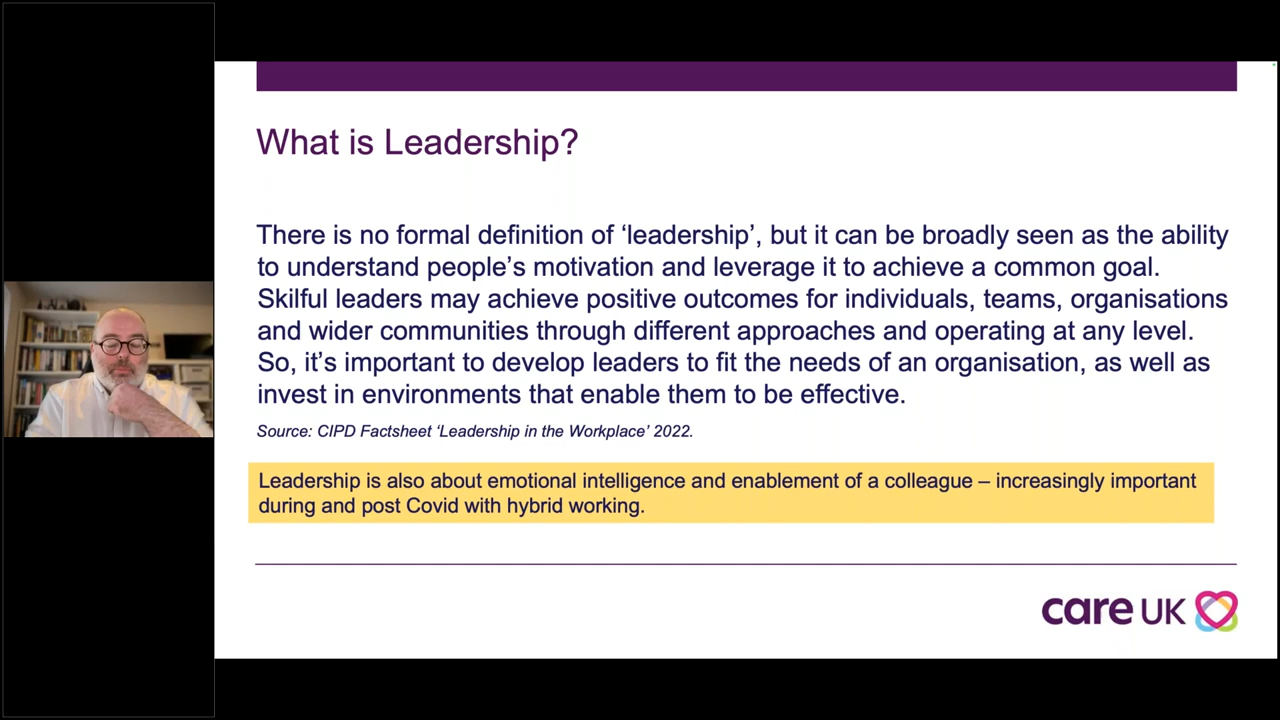 What is Leadership?
There is no formal definition of ‘leadership’, but it can be broadly seen as the ability
to understand people’s motivation and leverage it to achieve a common goal.
Skilful leaders may achieve positive outcomes for individuals, teams, organisations
and wider communities through different approaches and operating at any level.
So, it’s important to develop leaders to fit the needs of an organisation, as well as
invest in environments that enable them to be effective.
Source: CIPD Factsheet ‘Leadership in the Workplace’ 2022.
Leadership is also about emotional intelligence and enablement of a colleague – increasingly important
during and post Covid with hybrid working.
care UK